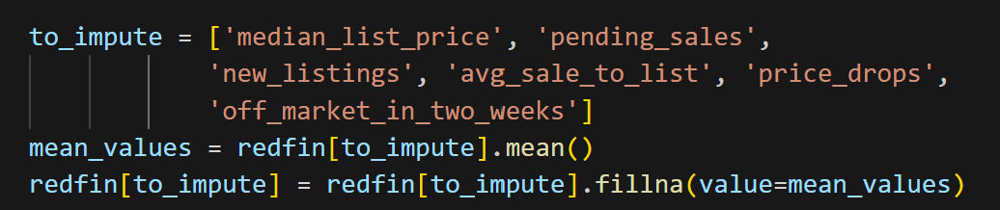 to_impute = ['median_list_price', 'pending_sales',
'new_listings', 'avg_sale_to_list', 'price_drops',
'off_market_in_two_weeks']
mean_values = redfin[to_impute].mean()
redfin[to_impute] = redfin[to_impute].fillna(value=mean_values)